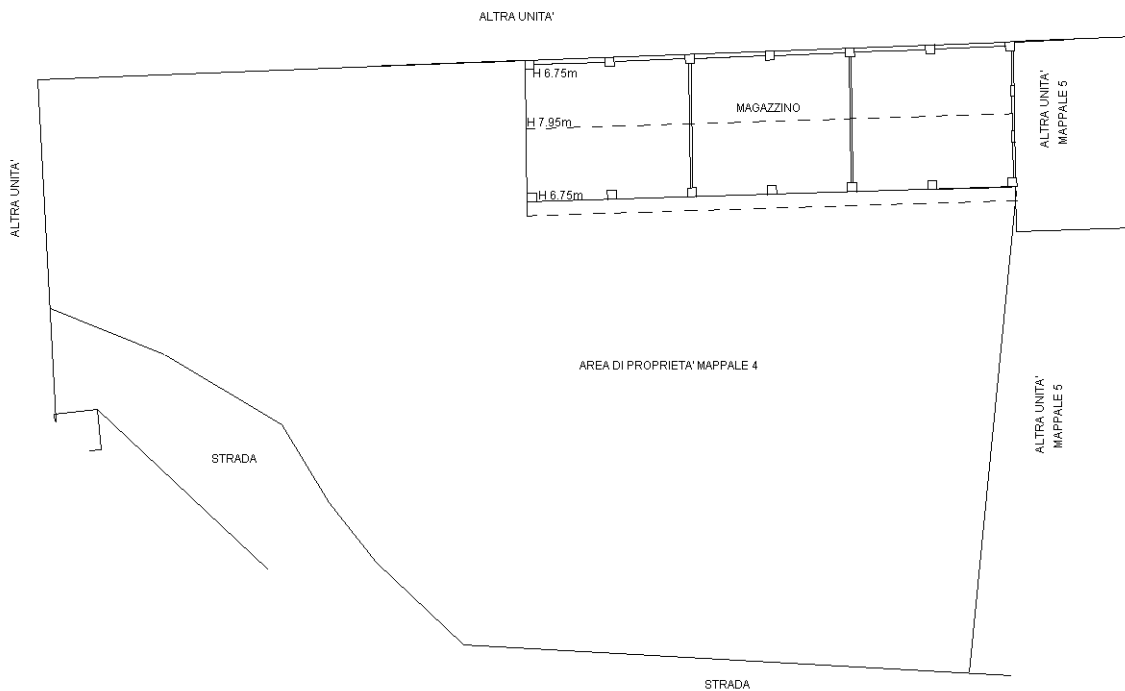 ALTRA UNITA'
H 6.75m
MAGAZZINO
H 7.95m
H 6.75m
ALTRA UNITA'
MAPPALE 5
ALTRA UNITA'
AREA DI PROPRIETA' MAPPALE 4
ALTRA UNITA'
MAPPALE 5
STRADA
STRADA